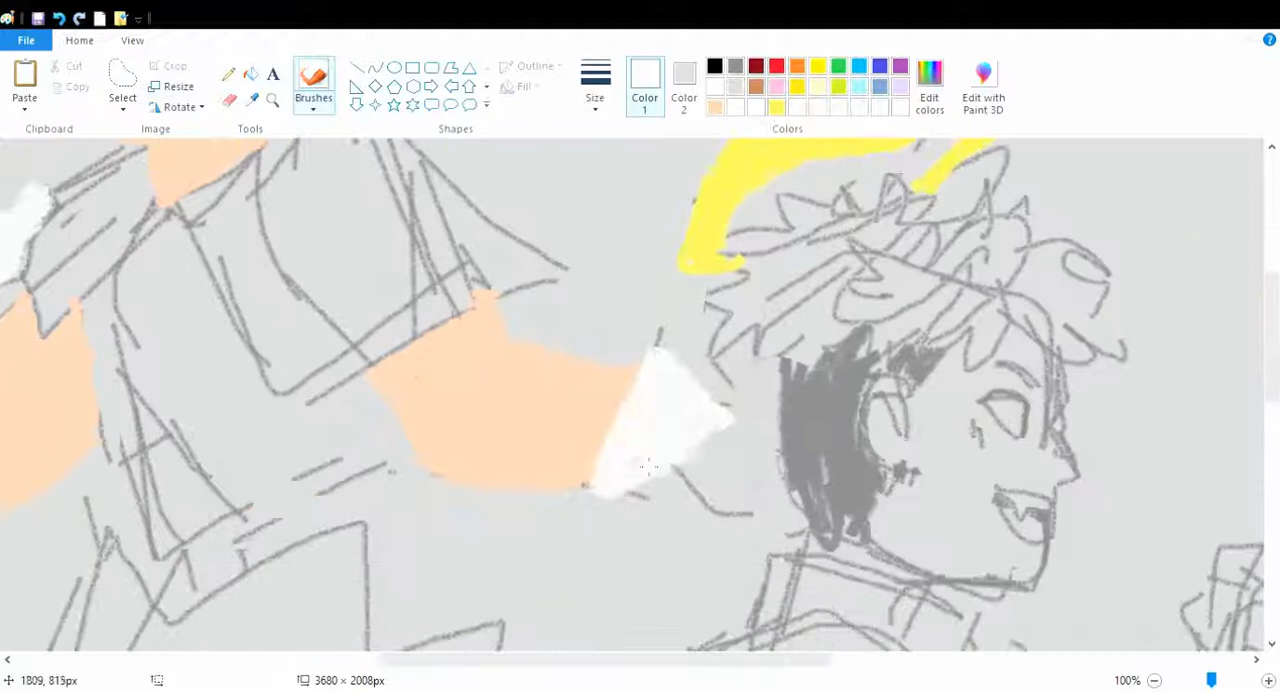 File Home View
Paste Cut Copy Clipboard
Select Crop Resize Rotate Image
A Tools
Brushes
Outline Fill Shapes
Size
Color 1 Color 2
Edit colors
Edit with Paint 3D
Colors
1809, 813px 3680 × 2008px 100%